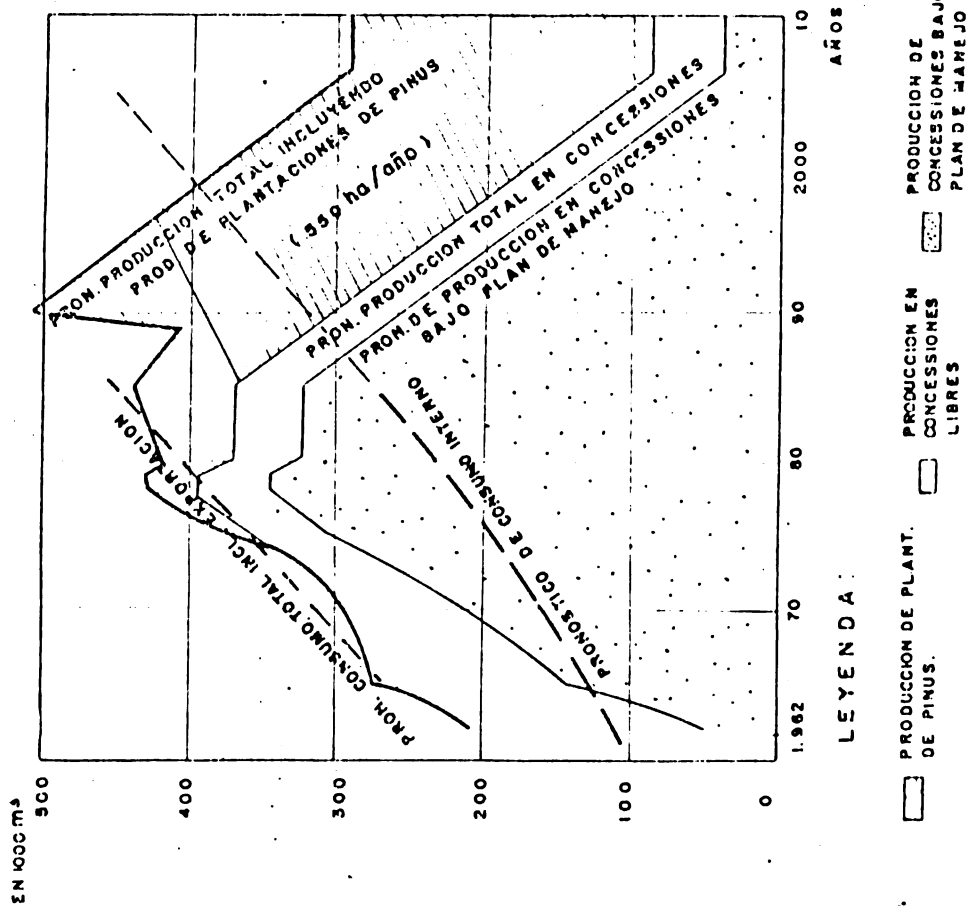 EN 1000 m³
500
400
300
200
100
0
1.962
70
80
90
2000
10
AÑOS
PRON. PRODUCCION TOTAL INCLUYENDO
PROD. DE PLANTACIONES DE PINUS
( 550 ha/año )
PRON. PRODUCCION TOTAL EN CONCESSIONES
PROM. DE PRODUCCION EN CONCESSIONES
BAJO PLAN DE MANEJO
PROM. CONSUMO TOTAL INCL. EXPORTACION
PRONOSTICO DE CONSUMO INTERNO
LEYENDA:
PRODUCCION DE PLANT.
DE PINUS.
PRODUCCION EN
CONCESSIONES
LIBRES
PRODUCCION DE
CONCESSIONES BAJO
PLAN DE MANEJO